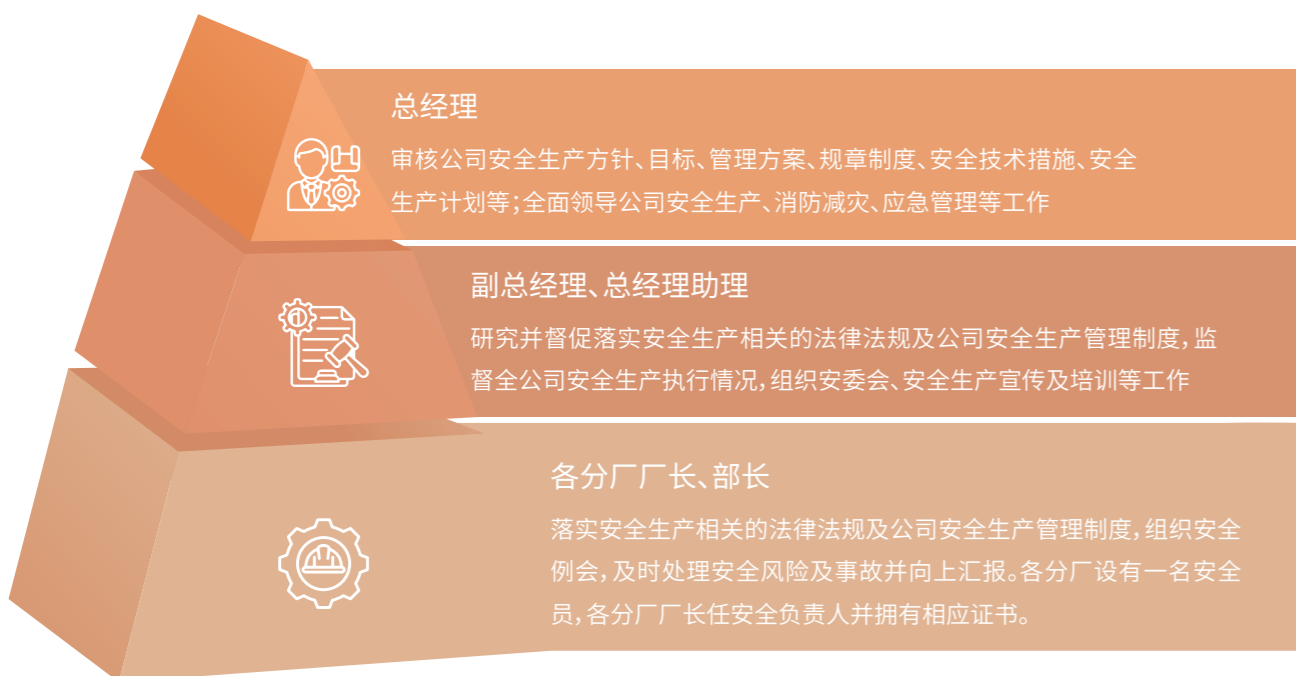 总经理
审核公司安全生产方针、目标、管理方案、规章制度、安全技术措施、安全
生产计划等；全面领导公司安全生产、消防减灾、应急管理等工作
副总经理、总经理助理
研究并督促落实安全生产相关的法律法规及公司安全生产管理制度，监
督全公司安全生产执行情况，组织安委会、安全生产宣传及培训等工作
各分厂厂长、部长
落实安全生产相关的法律法规及公司安全生产管理制度，组织安全
例会，及时处理安全风险及事故并向上汇报。各分厂设有一名安全
员，各分厂厂长任安全负责人并拥有相应证书。